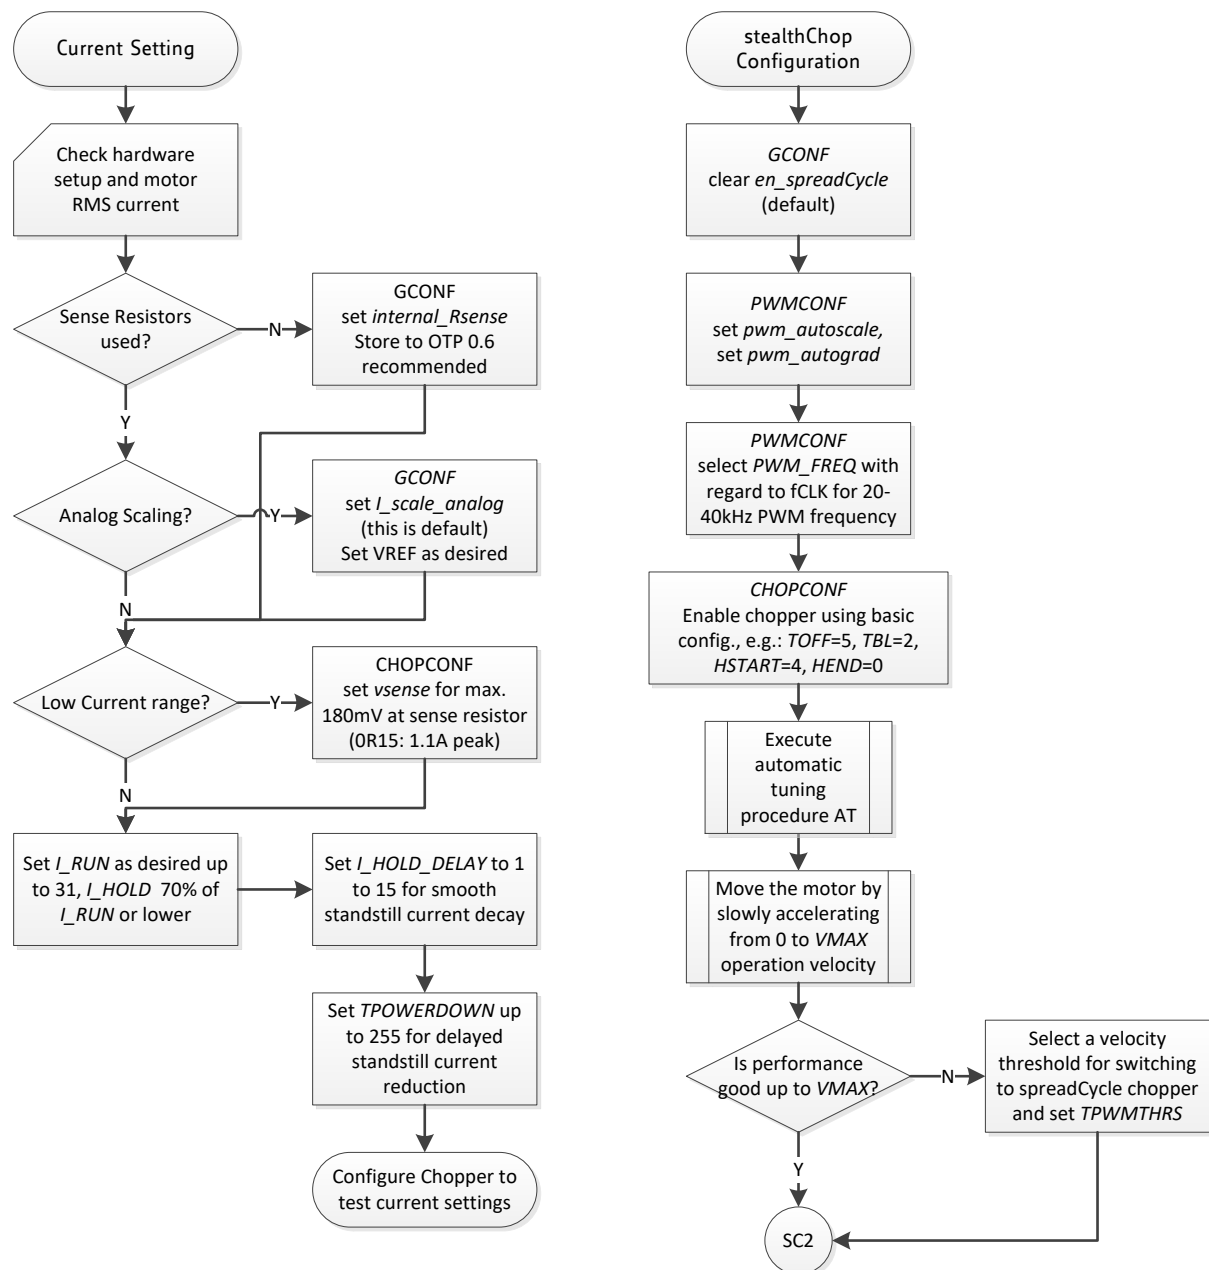 Current Setting
Check hardware
setup and motor
RMS current
Sense Resistors
used?
N
GCONF
set internal_Rsense
Store to OTP 0.6
recommended
Y
Analog Scaling?
Y
GCONF
set I_scale_analog
(this is default)
Set VREF as desired
N
Low Current range?
Y
CHOPCONF
set vsense for max.
180mV at sense resistor
(0R15: 1.1A peak)
N
Set I_RUN as desired up
to 31, I_HOLD 70% of
I_RUN or lower
Set I_HOLD_DELAY to 1
to 15 for smooth
standstill current decay
Set TPOWERDOWN up
to 255 for delayed
standstill current
reduction
Configure Chopper to
test current settings
stealthChop
Configuration
GCONF
clear en_spreadCycle
(default)
PWMCONF
set pwm_autoscale,
set pwm_autograd
PWMCONF
select PWM_FREQ with
regard to fCLK for 20-
40kHz PWM frequency
CHOPCONF
Enable chopper using basic
config., e.g.: TOFF=5, TBL=2,
HSTART=4, HEND=0
Execute
automatic
tuning
procedure AT
Move the motor by
slowly accelerating
from 0 to VMAX
operation velocity
Is performance
good up to VMAX?
N
Select a velocity
threshold for switching
to spreadCycle chopper
and set TPWMTHRS
Y
SC2